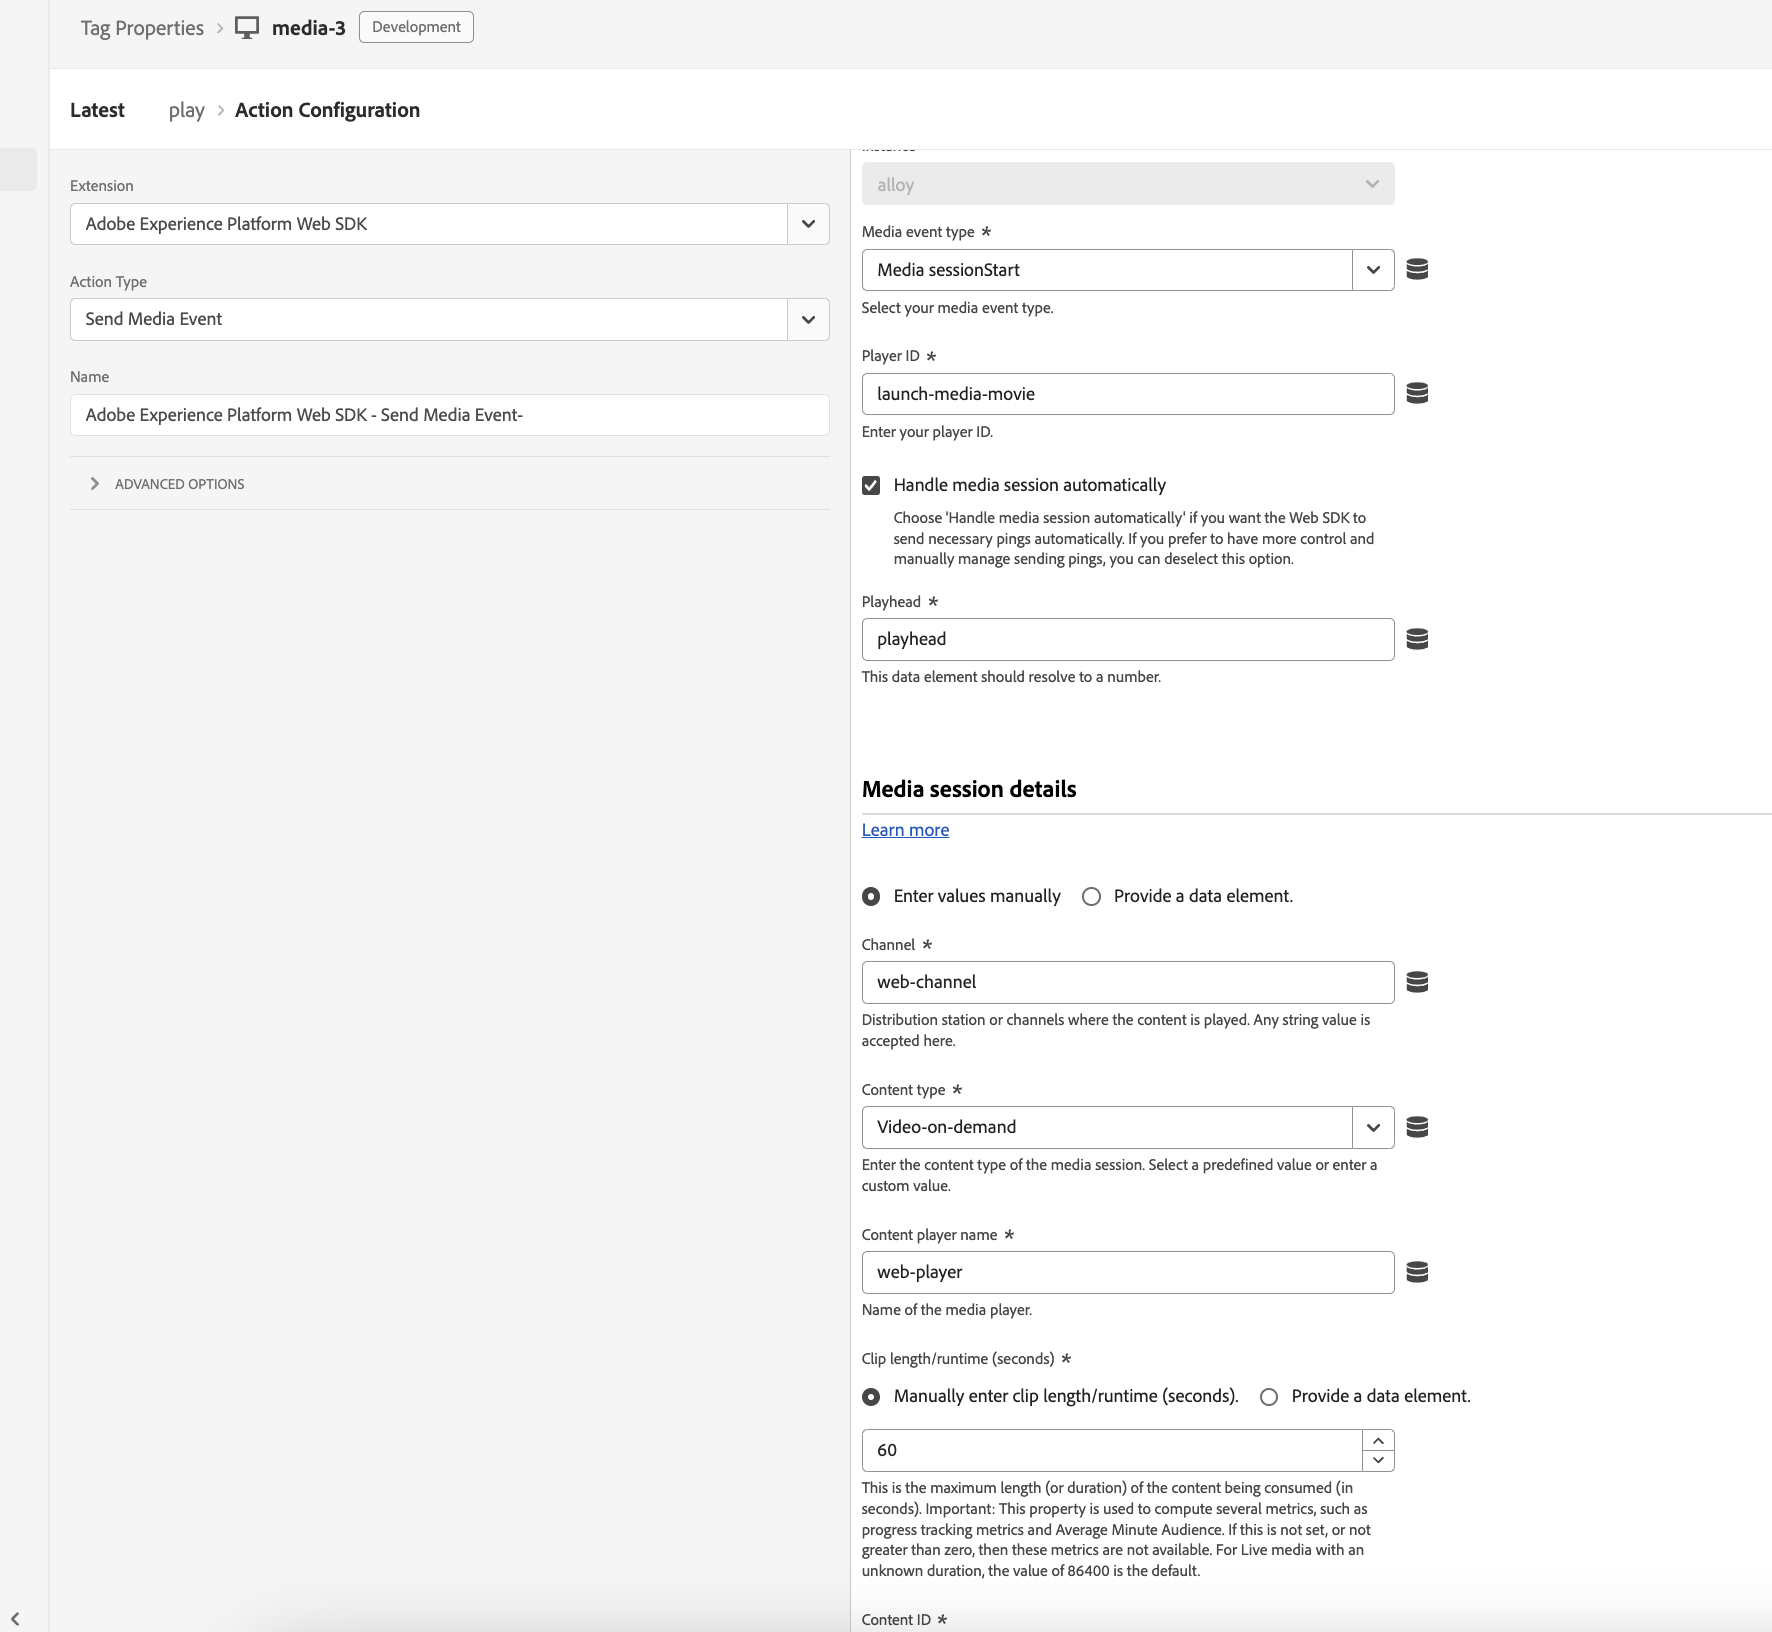 Tag Properties > media-3 Development
Latest play > Action Configuration
Extension
Adobe Experience Platform Web SDK
Action Type
Send Media Event
Name
Adobe Experience Platform Web SDK - Send Media Event-
ADVANCED OPTIONS
alloy
Media event type *
Media sessionStart
Select your media event type.
Player ID *
launch-media-movie
Enter your player ID.
Handle media session automatically
Choose 'Handle media session automatically' if you want the Web SDK to
send necessary pings automatically. If you prefer to have more control and
manually manage sending pings, you can deselect this option.
Playhead *
playhead
This data element should resolve to a number.
Media session details
Learn more
Enter values manually Provide a data element.
Channel *
web-channel
Distribution station or channels where the content is played. Any string value is
accepted here.
Content type *
Video-on-demand
Enter the content type of the media session. Select a predefined value or enter a
custom value.
Content player name *
web-player
Name of the media player.
Clip length/runtime (seconds) *
Manually enter clip length/runtime (seconds). Provide a data element.
60
This is the maximum length (or duration) of the content being consumed (in
seconds). Important: This property is used to compute several metrics, such as
progress tracking metrics and Average Minute Audience. If this is not set, or not
greater than zero, then these metrics are not available. For Live media with an
unknown duration, the value of 86400 is the default.
Content ID *